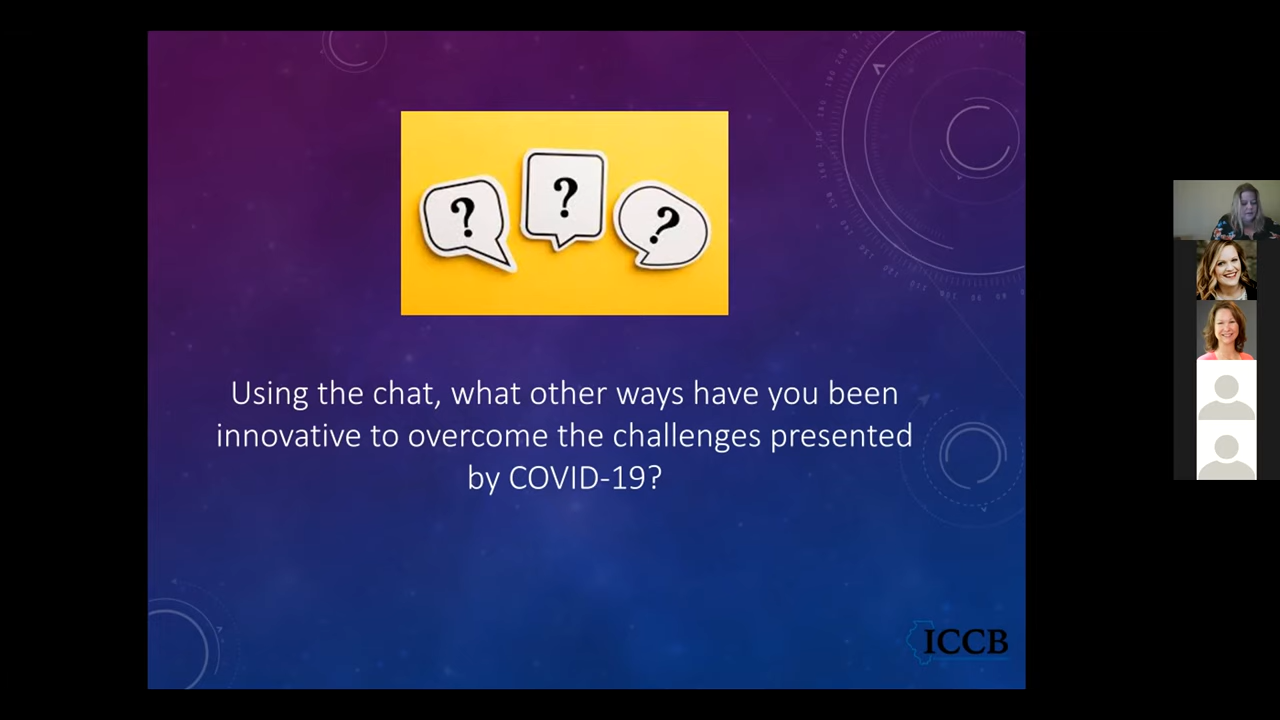 ? ? ?
Using the chat, what other ways have you been
innovative to overcome the challenges presented
by COVID-19?
ICCB